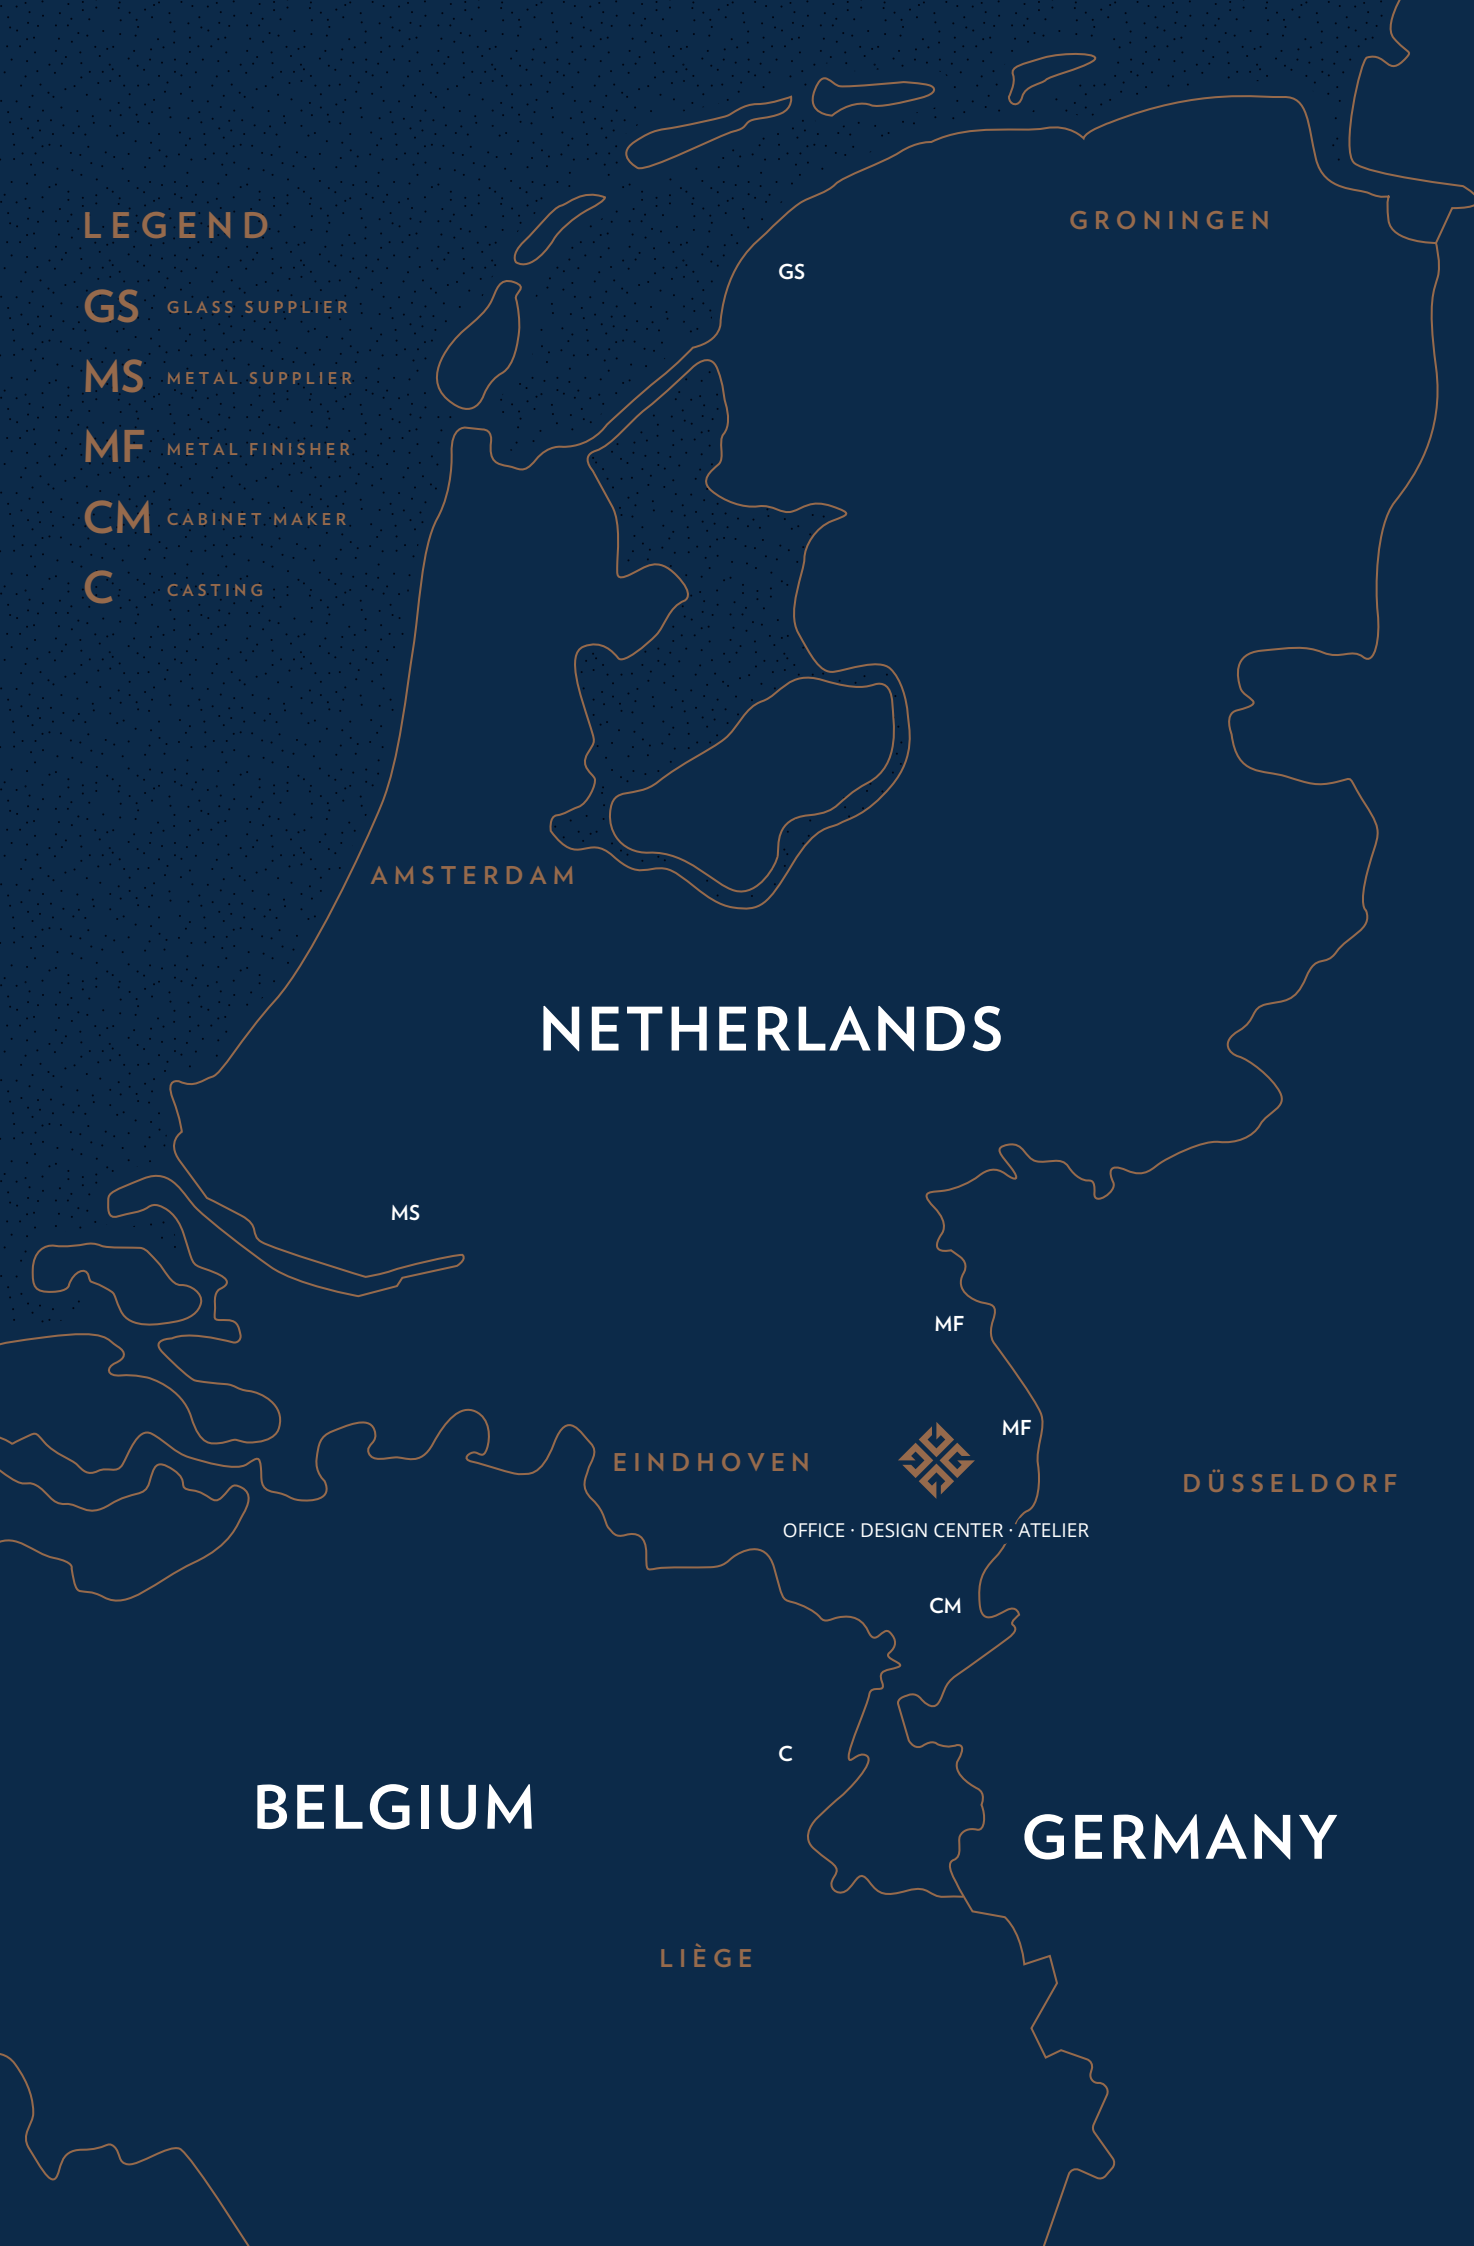 LEGEND
GS GLASS SUPPLIER
MS METAL SUPPLIER
MF METAL FINISHER
CM CABINET MAKER
C CASTING
GRONINGEN
GS
AMSTERDAM
NETHERLANDS
MS
MF
MF
EINDHOVEN
DÜSSELDORF
OFFICE · DESIGN CENTER · ATELIER
CM
C
BELGIUM
GERMANY
LIÈGE